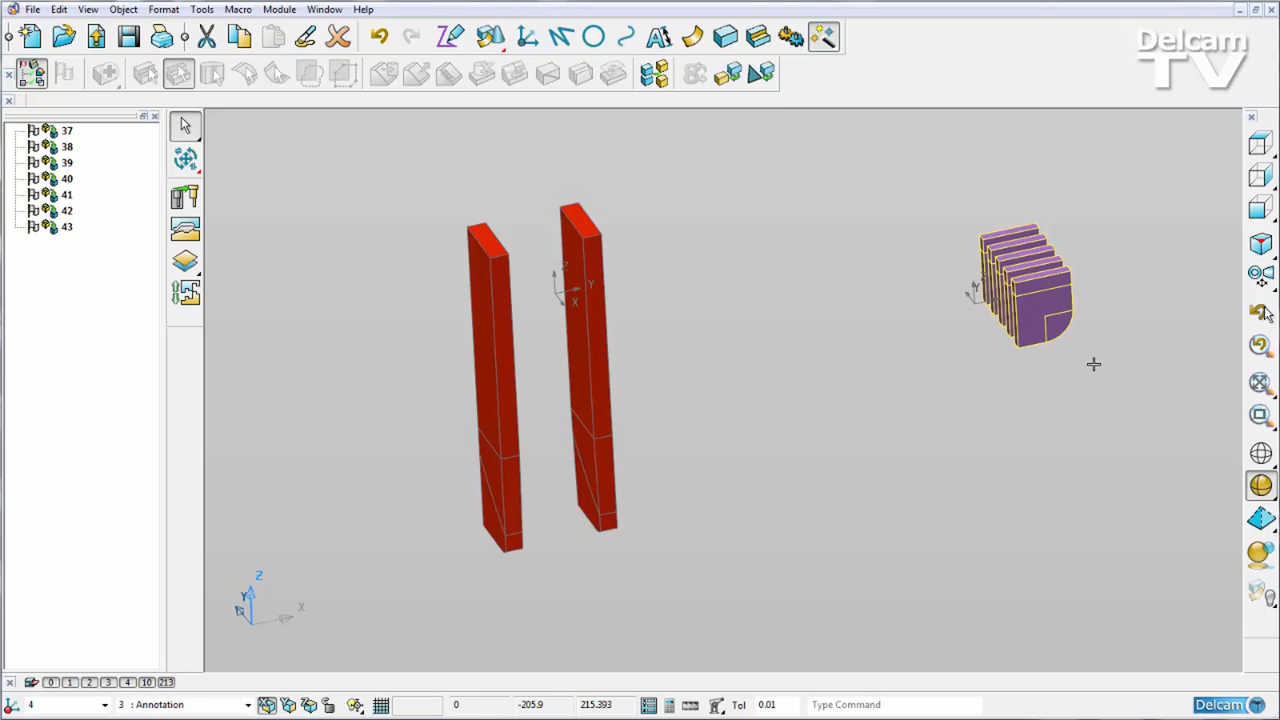 File Edit View Object Format Tools Macro Module Window Help
Delcam
TV
37
38
39
40
41
42
43
Z
Y
X
Y
Z
Y
X
0 1 2 3 4 10 213
4 3 : Annotation 0 -205.9 215.393 Tol 0.01 Type Command Delcam